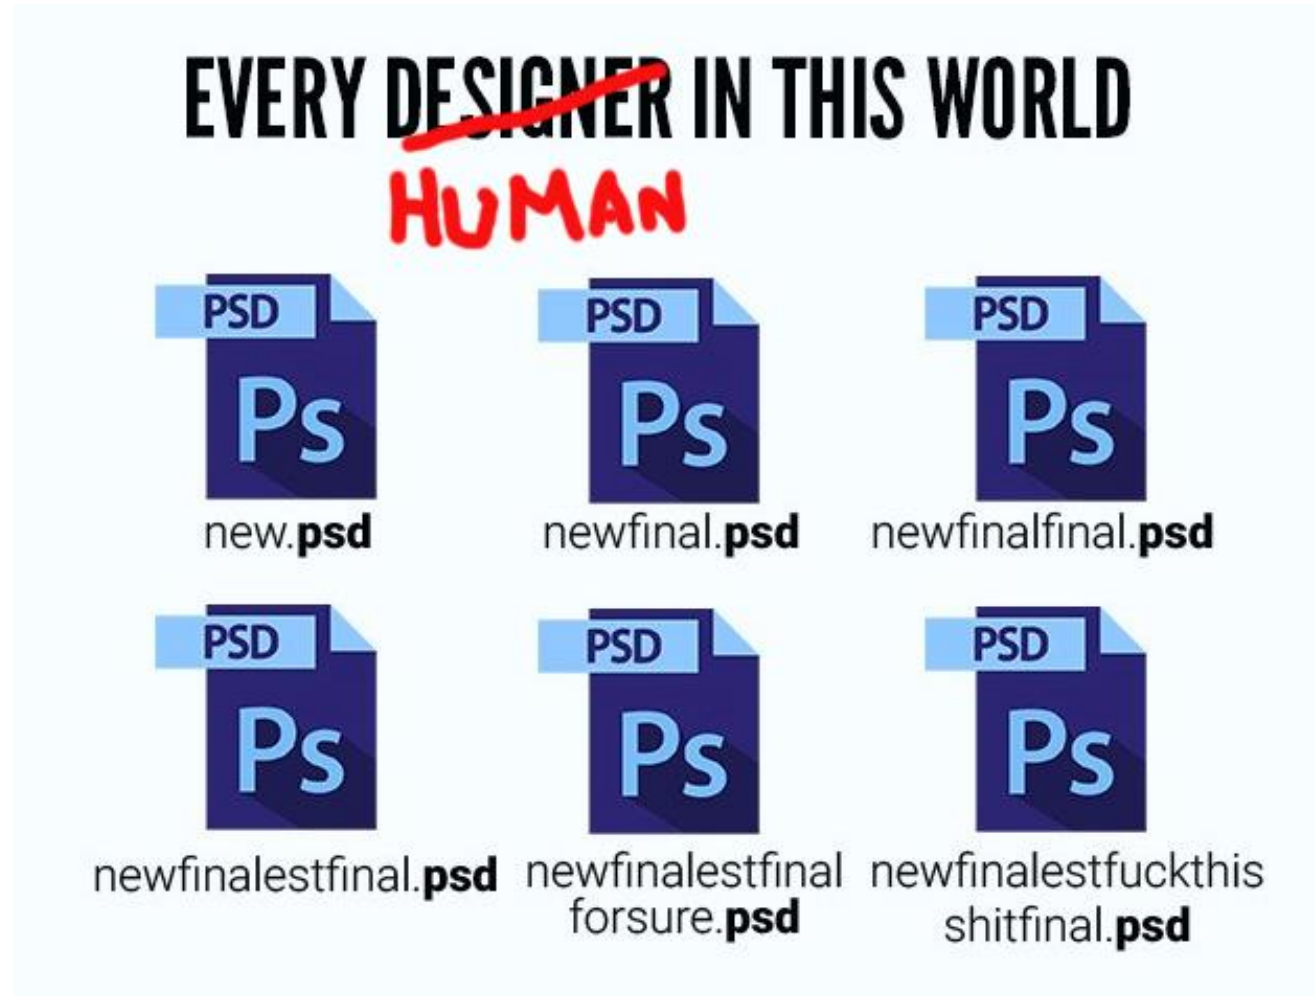 EVERY DESIGNER IN THIS WORLD
HUMAN
PSD
Ps
new.psd
PSD
Ps
newfinal.psd
PSD
Ps
newfinalfinal.psd
PSD
Ps
newfinalestfinal.psd
PSD
Ps
newfinalestfinal
forsure.psd
PSD
Ps
newfinalestfuckthis
shitfinal.psd